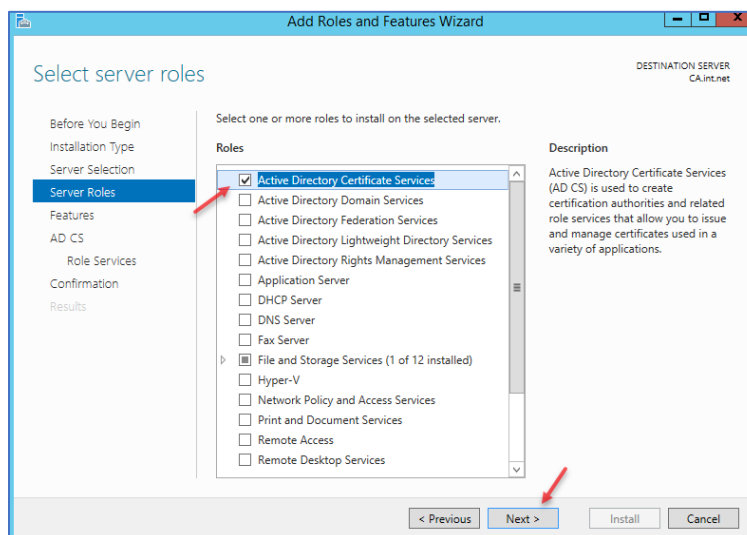 Add Roles and Features Wizard
Select server roles
DESTINATION SERVER
CA.int.net
Before You Begin
Installation Type
Server Selection
Server Roles
Features
AD CS
Role Services
Confirmation
Results
Select one or more roles to install on the selected server.
Roles
Active Directory Certificate Services
Active Directory Domain Services
Active Directory Federation Services
Active Directory Lightweight Directory Services
Active Directory Rights Management Services
Application Server
DHCP Server
DNS Server
Fax Server
File and Storage Services (1 of 12 installed)
Hyper-V
Network Policy and Access Services
Print and Document Services
Remote Access
Remote Desktop Services
Description
Active Directory Certificate Services
(AD CS) is used to create
certification authorities and related
role services that allow you to issue
and manage certificates used in a
variety of applications.
< Previous
Next >
Install
Cancel